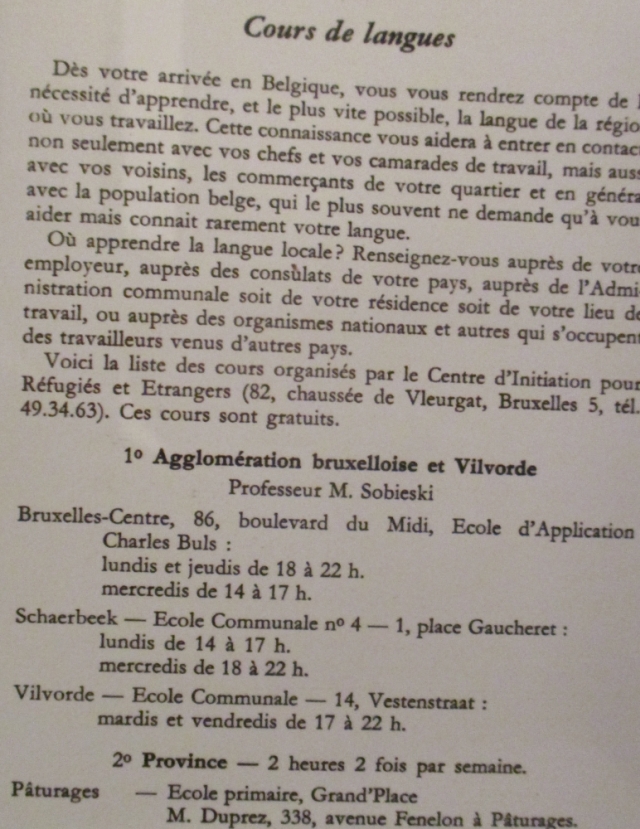 Cours de langues
Dès votre arrivée en Belgique, vous vous rendrez compte de
nécessité d'apprendre, et le plus vite possible, la langue de la régio
où vous travaillez. Cette connaissance vous aidera à entrer en contac
non seulement avec vos chefs et vos camarades de travail, mais auss
avec vos voisins, les commerçants de votre quartier et en généra
avec la population belge, qui le plus souvent ne demande qu'à vou
aider mais connait rarement votre langue.
Où apprendre la langue locale? Renseignez-vous auprès de votre
employeur, auprès des consulats de votre pays, auprès de l'Admi-
nistration communale soit de votre résidence soit de votre lieu de
travail, ou auprès des organismes nationaux et autres qui s'occupent
des travailleurs venus d'autres pays.
Voici la liste des cours organisés par le Centre d'Initiation pour
Réfugiés et Etrangers (82, chaussée de Vleurgat, Bruxelles 5, tél.
49.34.63). Ces cours sont gratuits.
1º Agglomération bruxelloise et Vilvorde
Professeur M. Sobieski
Bruxelles-Centre, 86, boulevard du Midi, Ecole d'Application
Charles Buls :
lundis et jeudis de 18 à 22 h.
mercredis de 14 à 17 h.
Schaerbeek — Ecole Communale nº 4 — 1, place Gaucheret :
lundis de 14 à 17 h.
mercredis de 18 à 22 h.
Vilvorde — Ecole Communale — 14, Vestenstraat :
mardis et vendredis de 17 à 22 h.
2º Province — 2 heures 2 fois par semaine.
Pâturages — Ecole primaire, Grand'Place
M. Duprez, 338, avenue Fenelon à Pâturages.